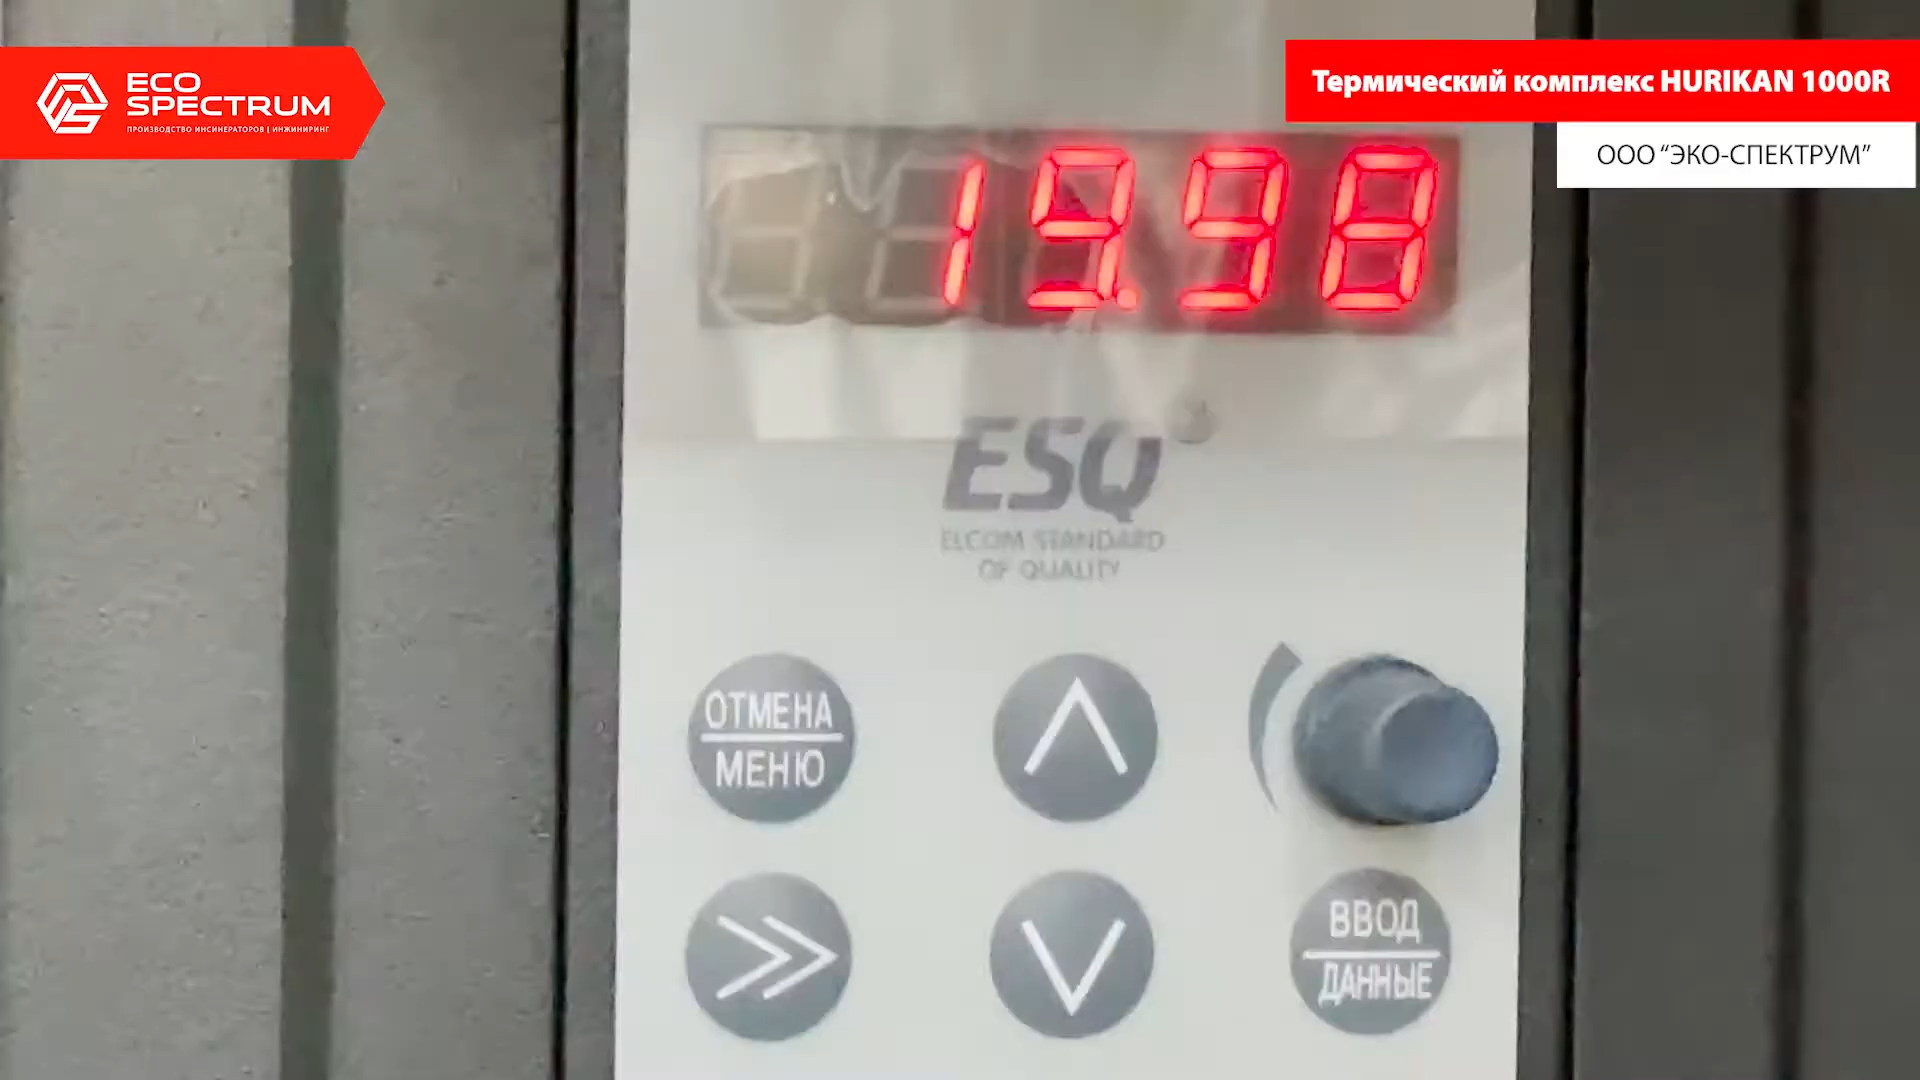 ECO
SPECTRUM
ПРОИЗВОДСТВО ИНСИНЕРАТОРОВ | ИНЖИНИРИНГ
Термический комплекс HURIKAN 1000R
ООО “ЭКО-СПЕКТРУМ”
19.98
ESQ
ELCOM STANDARD
OF QUALITY
ОТМЕНА
МЕНЮ
ВВОД
ДАННЫЕ